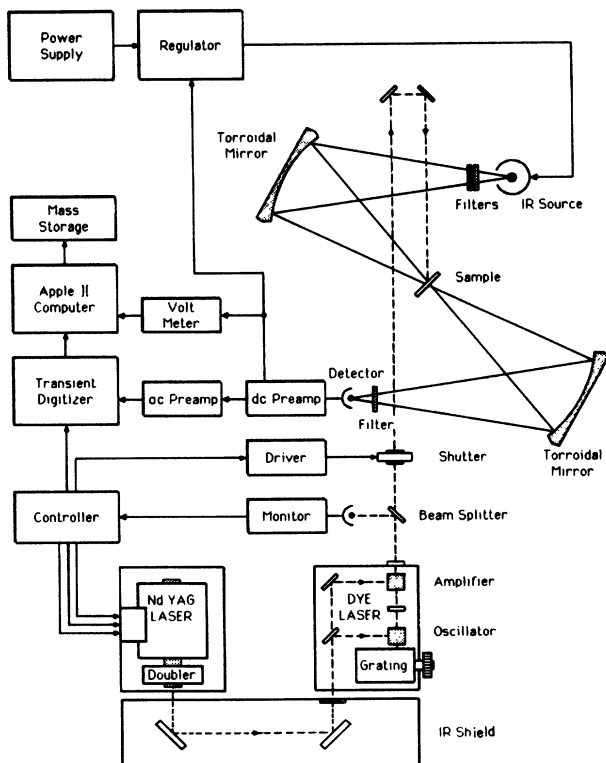 Power
Supply
Regulator
Torroidal
Mirror
Filters
IR Source
Mass
Storage
Sample
Apple ][
Computer
Volt
Meter
Transient
Digitizer
ac Preamp
dc Preamp
Detector
Filter
Torroidal
Mirror
Driver
Shutter
Controller
Monitor
Beam Splitter
Nd YAG
LASER
DYE
LASER
Amplifier
Oscillator
Doubler
Grating
IR Shield